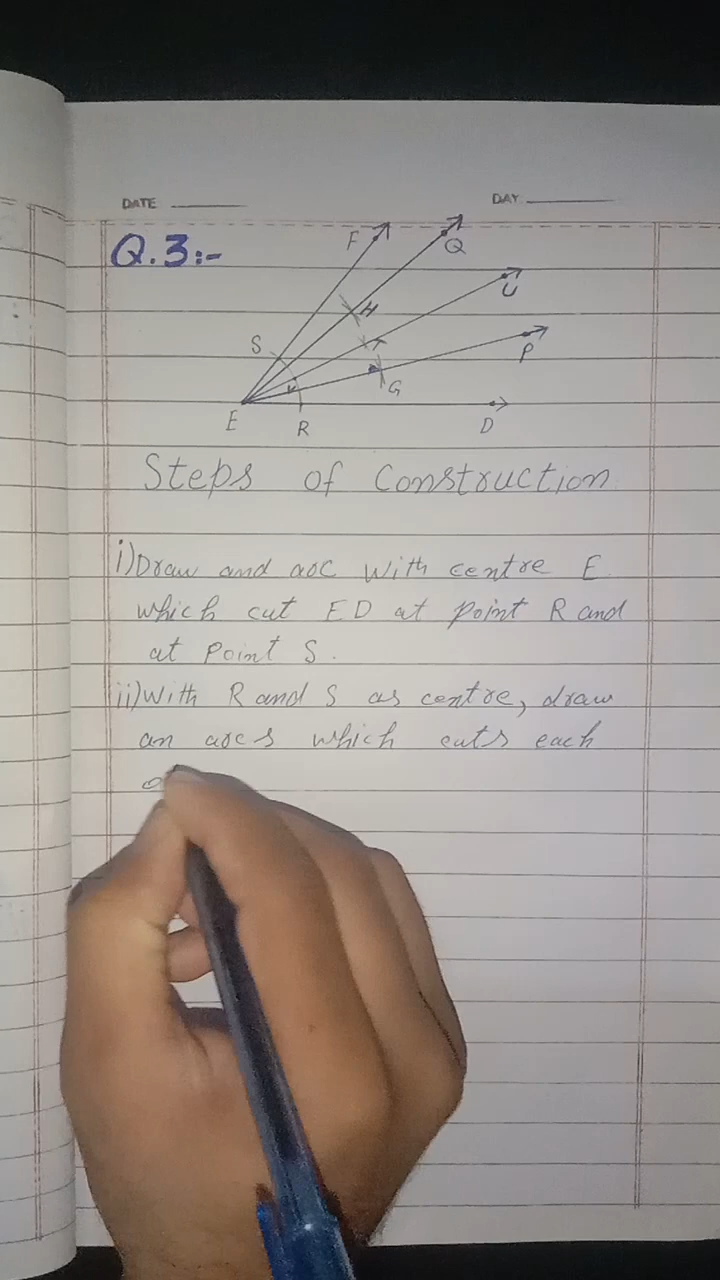 DATE
DAY
Q.3:-
F
Q
U
H
S
T
P
V
G
E
R
D
Steps of Construction
i) Draw and arc with centre E
which cut ED at point R and
at point S.
ii) With R and S as centre, draw
an arcs which cuts each
o